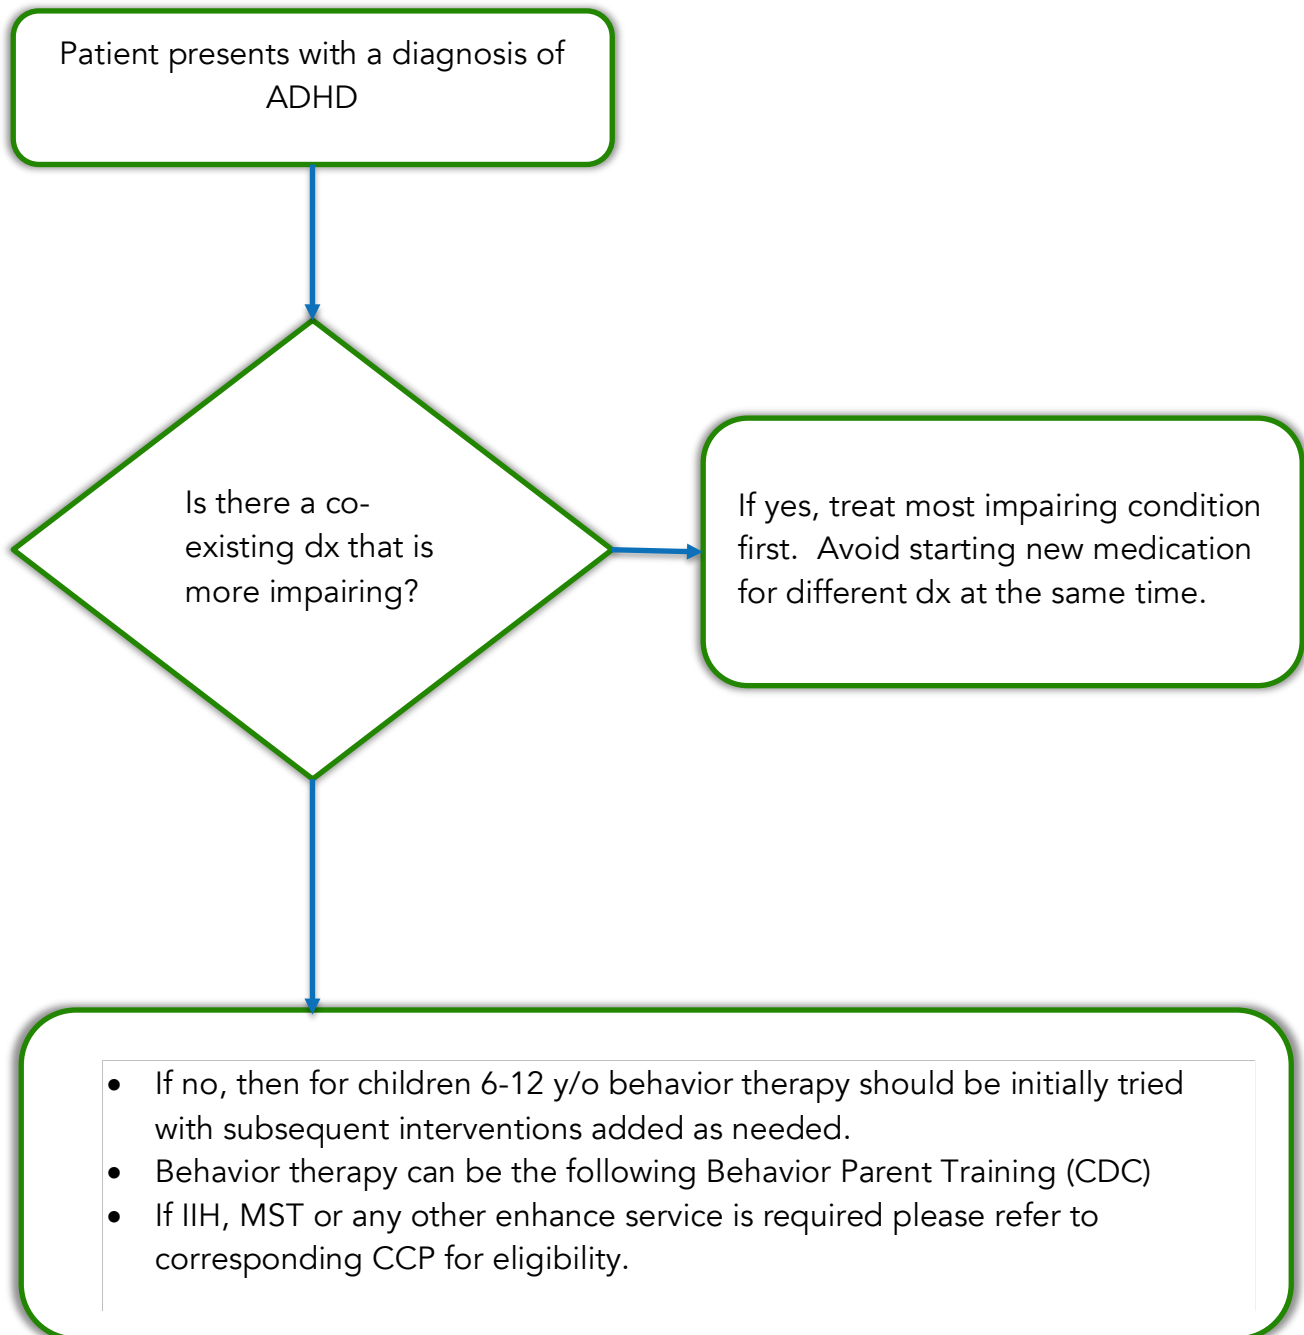 Patient presents with a diagnosis of
ADHD
Is there a co-
existing dx that is
more impairing?
If yes, treat most impairing condition
first.  Avoid starting new medication
for different dx at the same time.
• If no, then for children 6-12 y/o behavior therapy should be initially tried
with subsequent interventions added as needed.
• Behavior therapy can be the following Behavior Parent Training (CDC)
• If IIH, MST or any other enhance service is required please refer to
corresponding CCP for eligibility.